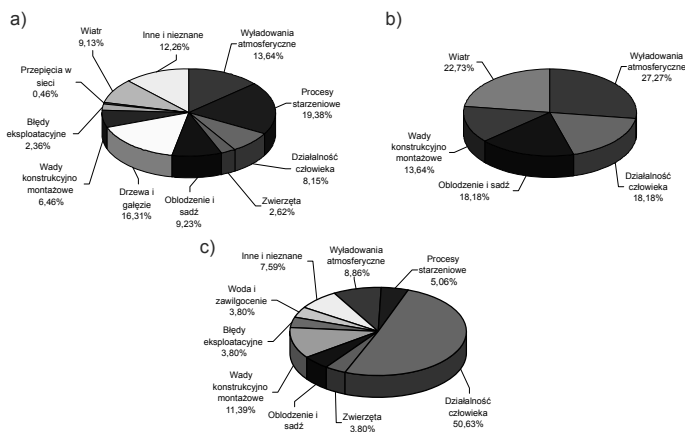 a)
Wyładowania
atmosferyczne
13,64%
Procesy
starzeniowe
19,38%
Działalność
człowieka
8,15%
Zwierzęta
2,62%
Oblodzenie i
sadź
9,23%
Drzewa i
gałęzie
16,31%
Wady
konstrukcyjno
montażowe
6,46%
Błędy
eksploatacyjne
2,36%
Przepięcia w
sieci
0,46%
Wiatr
9,13%
Inne i nieznane
12,26%
b)
Wyładowania
atmosferyczne
27,27%
Działalność
człowieka
18,18%
Oblodzenie i sadź
18,18%
Wady
konstrukcyjno
montażowe
13,64%
Wiatr
22,73%
c)
Wyładowania
atmosferyczne
8,86%
Procesy
starzeniowe
5,06%
Działalność
człowieka
50,63%
Zwierzęta
3,80%
Oblodzenie i
sadź
Wady
konstrukcyjno
montażowe
11,39%
Błędy
eksploatacyjne
3,80%
Woda i
zawilgocenie
3,80%
Inne i nieznane
7,59%